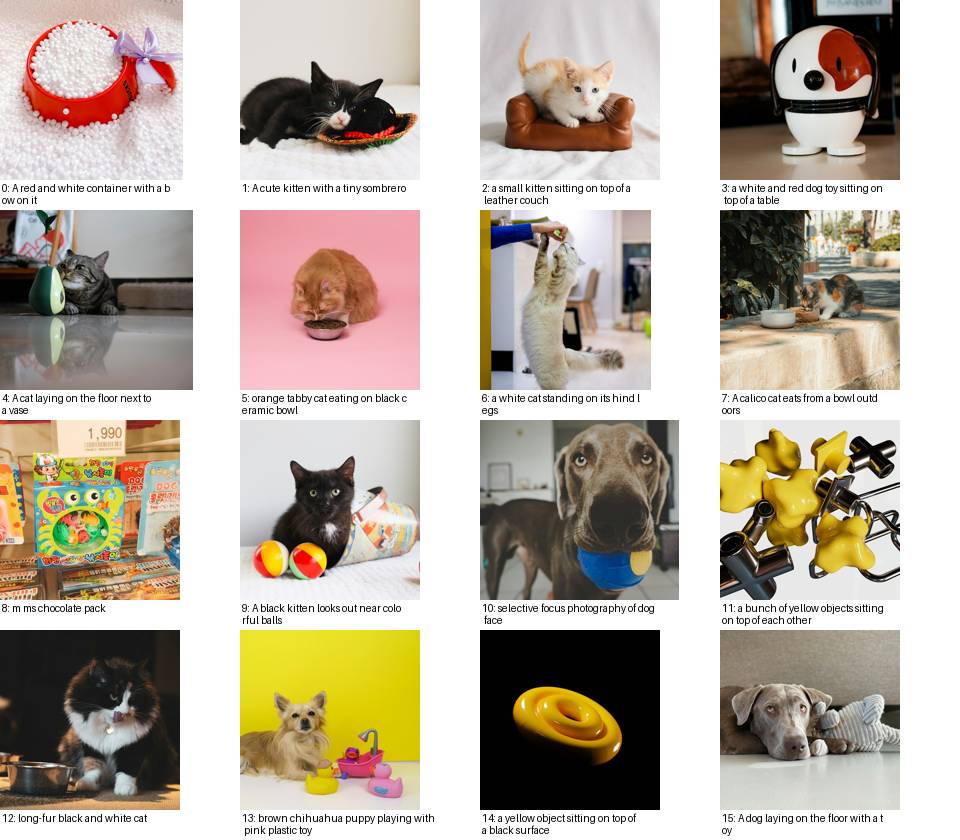 0: A red and white container with a b
ow on it
1: A cute kitten with a tiny sombrero
2: a small kitten sitting on top of a
leather couch
3: a white and red dog toy sitting on
top of a table
4: A cat laying on the floor next to
a vase
5: orange tabby cat eating on black c
eramic bowl
6: a white cat standing on its hind l
egs
7: A calico cat eats from a bowl outd
oors
1,990
DOG
8: m ms chocolate pack
9: A black kitten looks out near colo
rful balls
10: selective focus photography of dog
face
11: a bunch of yellow objects sitting
on top of each other
12: long-fur black and white cat
13: brown chihuahua puppy playing with
pink plastic toy
14: a yellow object sitting on top of
a black surface
15: A dog laying on the floor with a t
oy